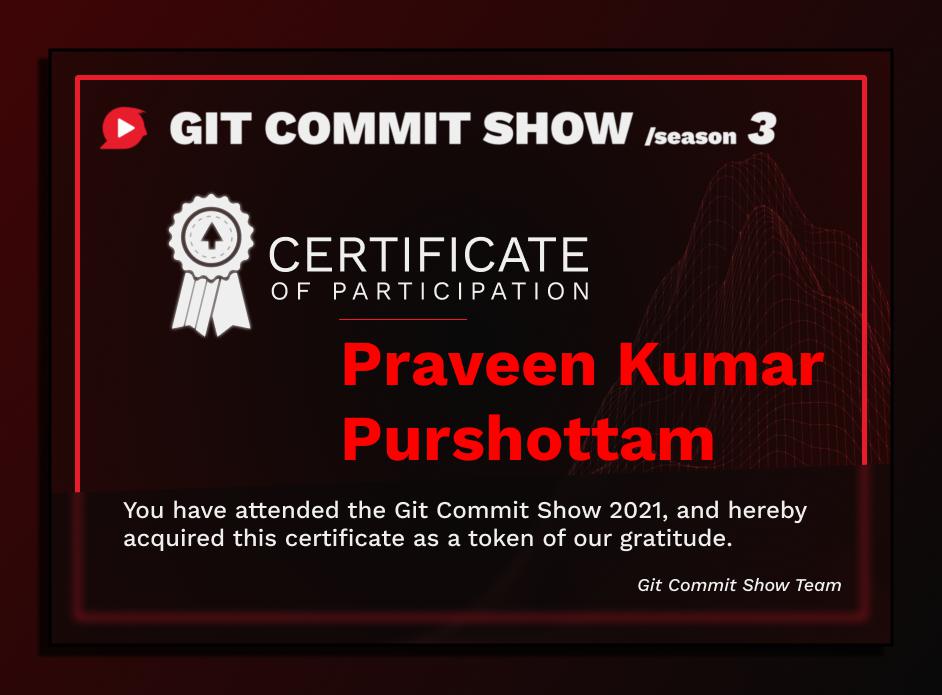 GIT COMMIT SHOW /season 3
CERTIFICATE
OF PARTICIPATION
Praveen Kumar
Purshottam
You have attended the Git Commit Show 2021, and hereby
acquired this certificate as a token of our gratitude.
Git Commit Show Team